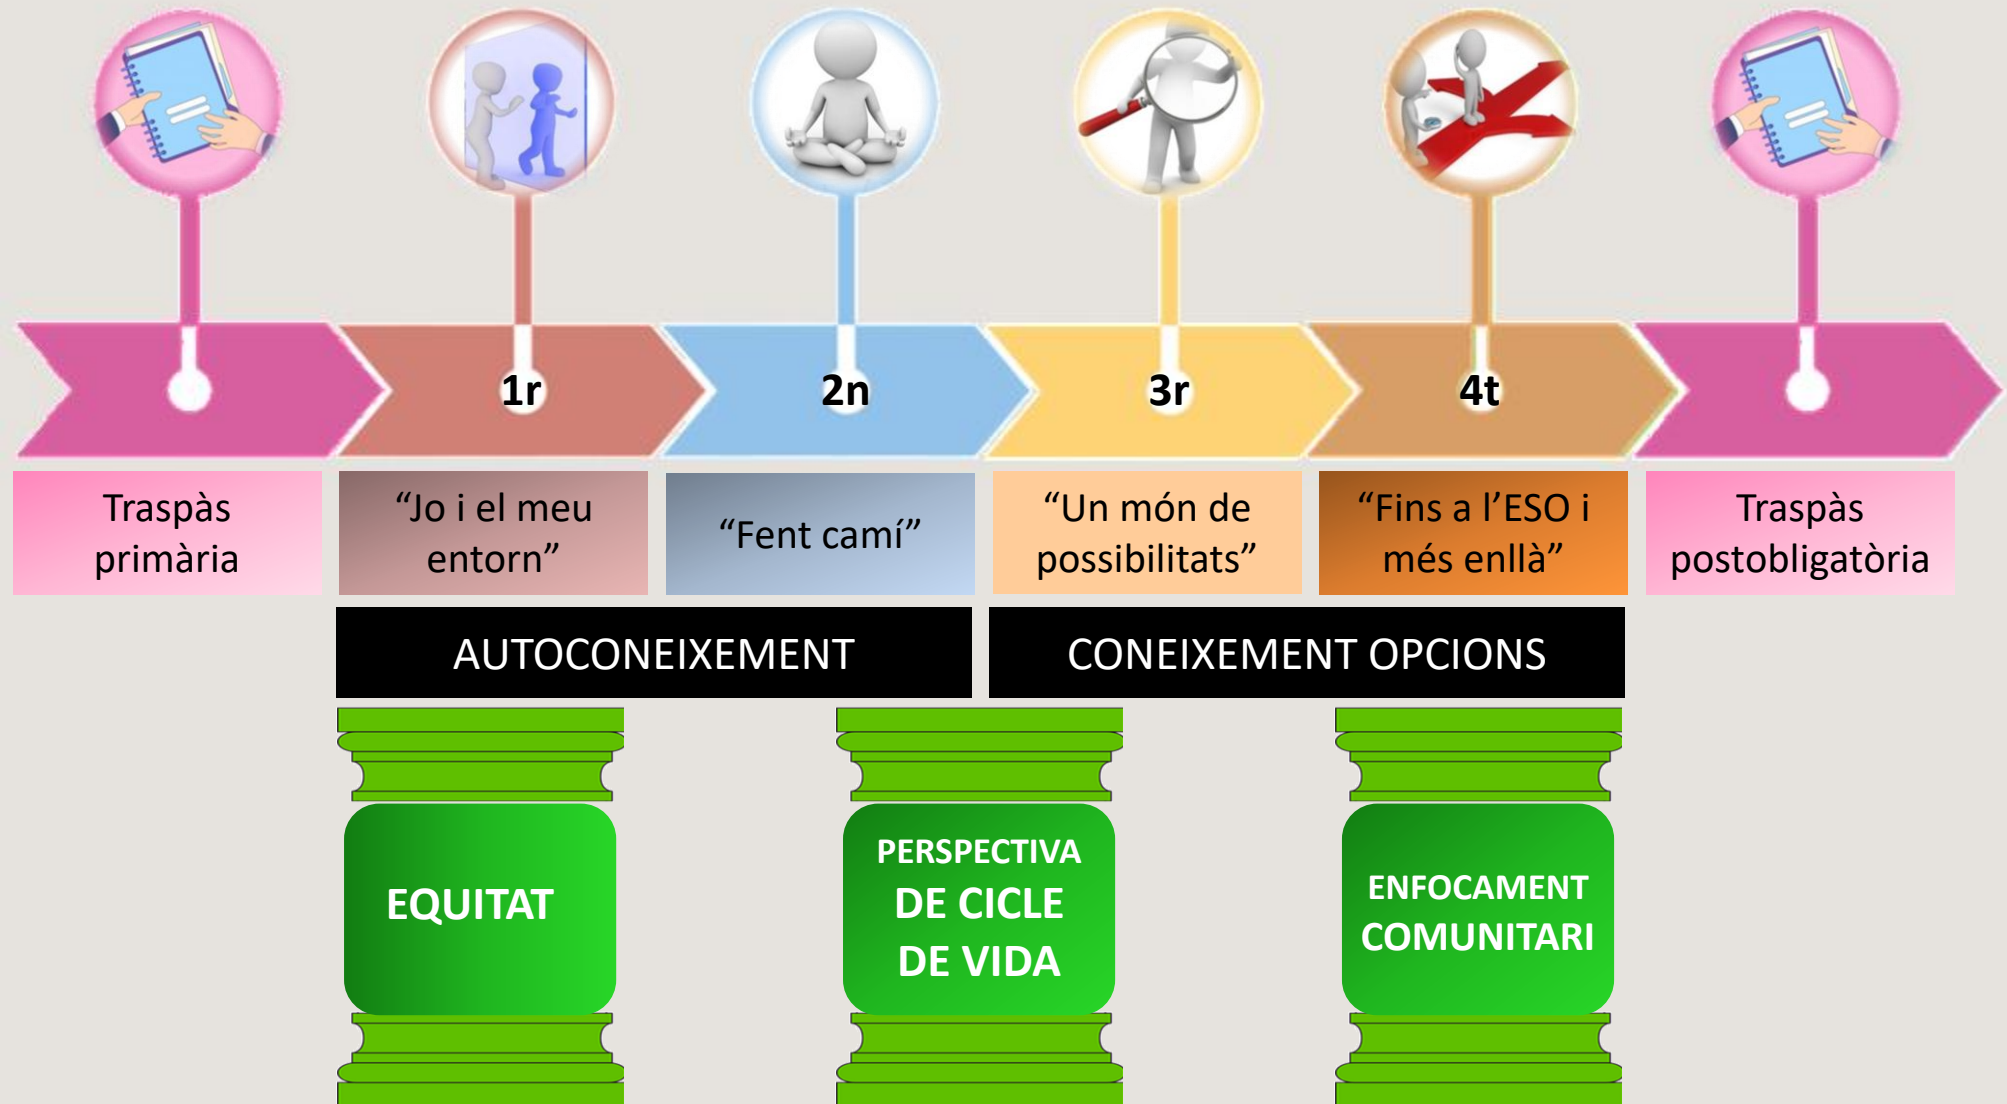 1r
2n
3r
4t
Traspàs
primària
“Jo i el meu
entorn”
“Fent camí”
“Un món de
possibilitats”
“Fins a l’ESO i
més enllà”
Traspàs
postobligatòria
AUTOCONEIXEMENT
CONEIXEMENT OPCIONS
EQUITAT
PERSPECTIVA
DE CICLE
DE VIDA
ENFOCAMENT
COMUNITARI